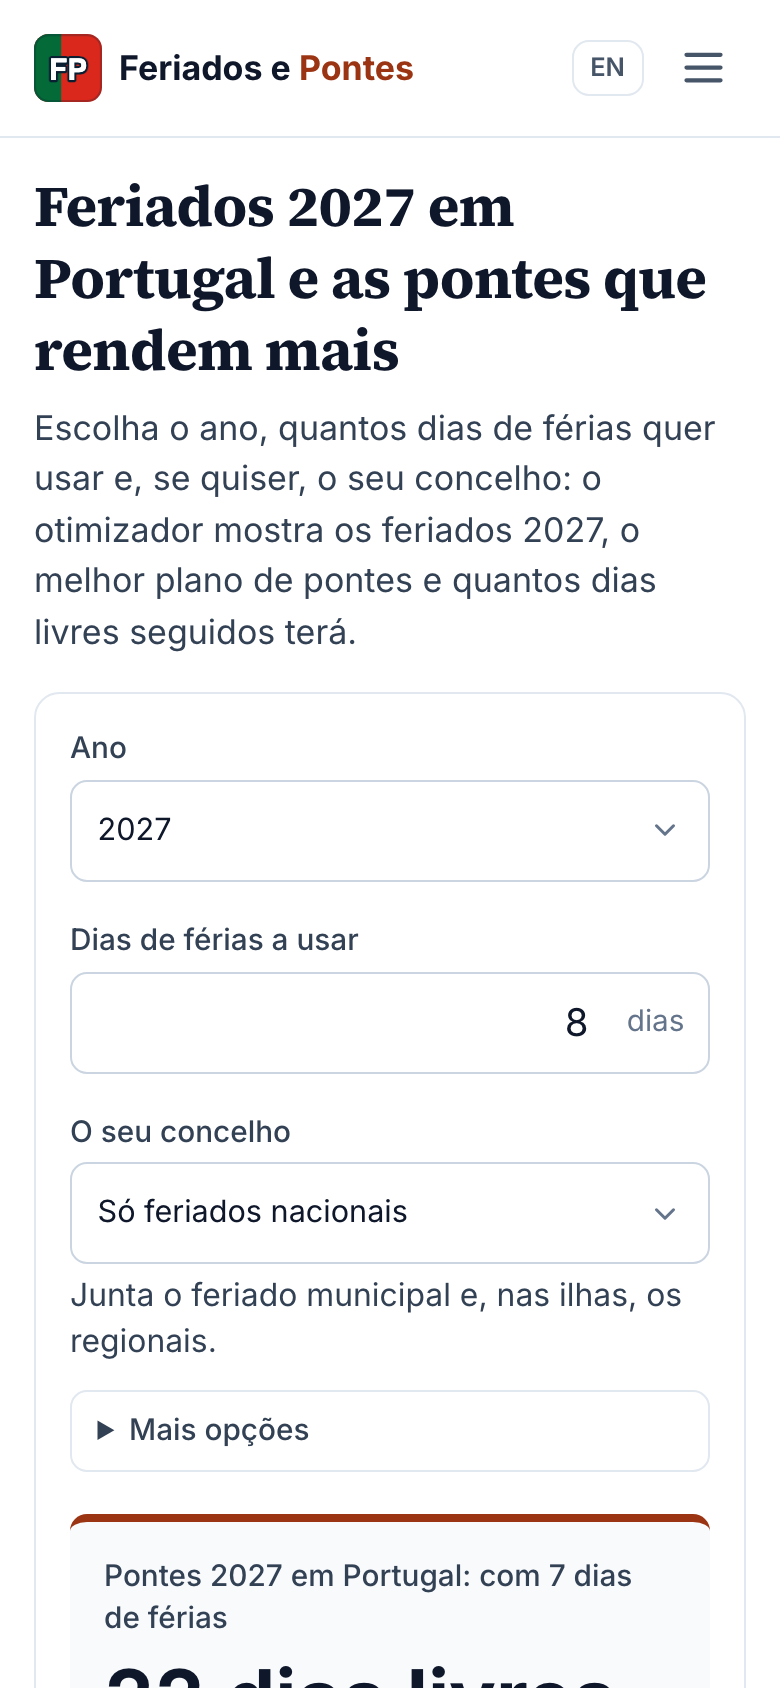 FP
Feriados e Pontes
EN
Feriados 2027 em
Portugal e as pontes que
rendem mais
Escolha o ano, quantos dias de férias quer
usar e, se quiser, o seu concelho: o
otimizador mostra os feriados 2027, o
melhor plano de pontes e quantos dias
livres seguidos terá.
Ano
2027
Dias de férias a usar
8 dias
O seu concelho
Só feriados nacionais
Junta o feriado municipal e, nas ilhas, os
regionais.
Mais opções
Pontes 2027 em Portugal: com 7 dias
de férias
dias livres